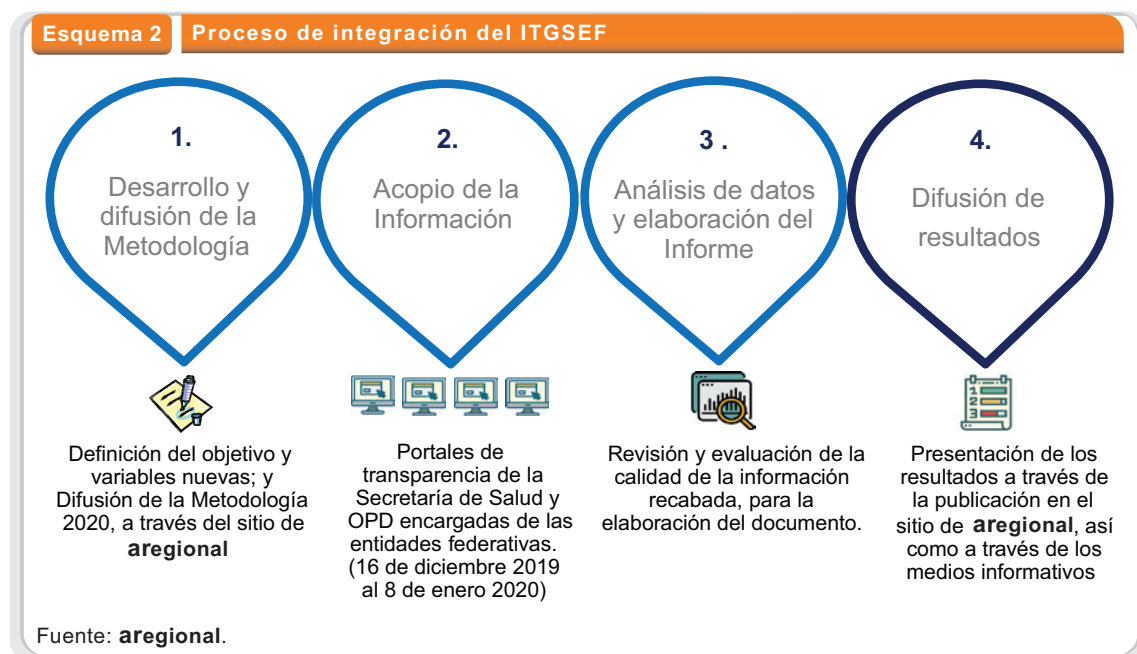 Esquema 2
Proceso de integración del ITGSEF
1.
Desarrollo y
difusión de la
Metodología
2.
Acopio de la
Información
3 .
Análisis de datos
y elaboración del
Informe
4.
Difusión de
resultados
Definición del objetivo y
variables nuevas; y
Difusión de la Metodología
2020, a través del sitio de
aregional
Portales de
transparencia de la
Secretaría de Salud y
OPD encargadas de las
entidades federativas.
(16 de diciembre 2019
al 8 de enero 2020)
Revisión y evaluación de la
calidad de la información
recabada, para la
elaboración del documento.
1
2
3
Presentación de los
resultados a través de
la publicación en el
sitio de aregional, así
como a través de los
medios informativos
Fuente: aregional.